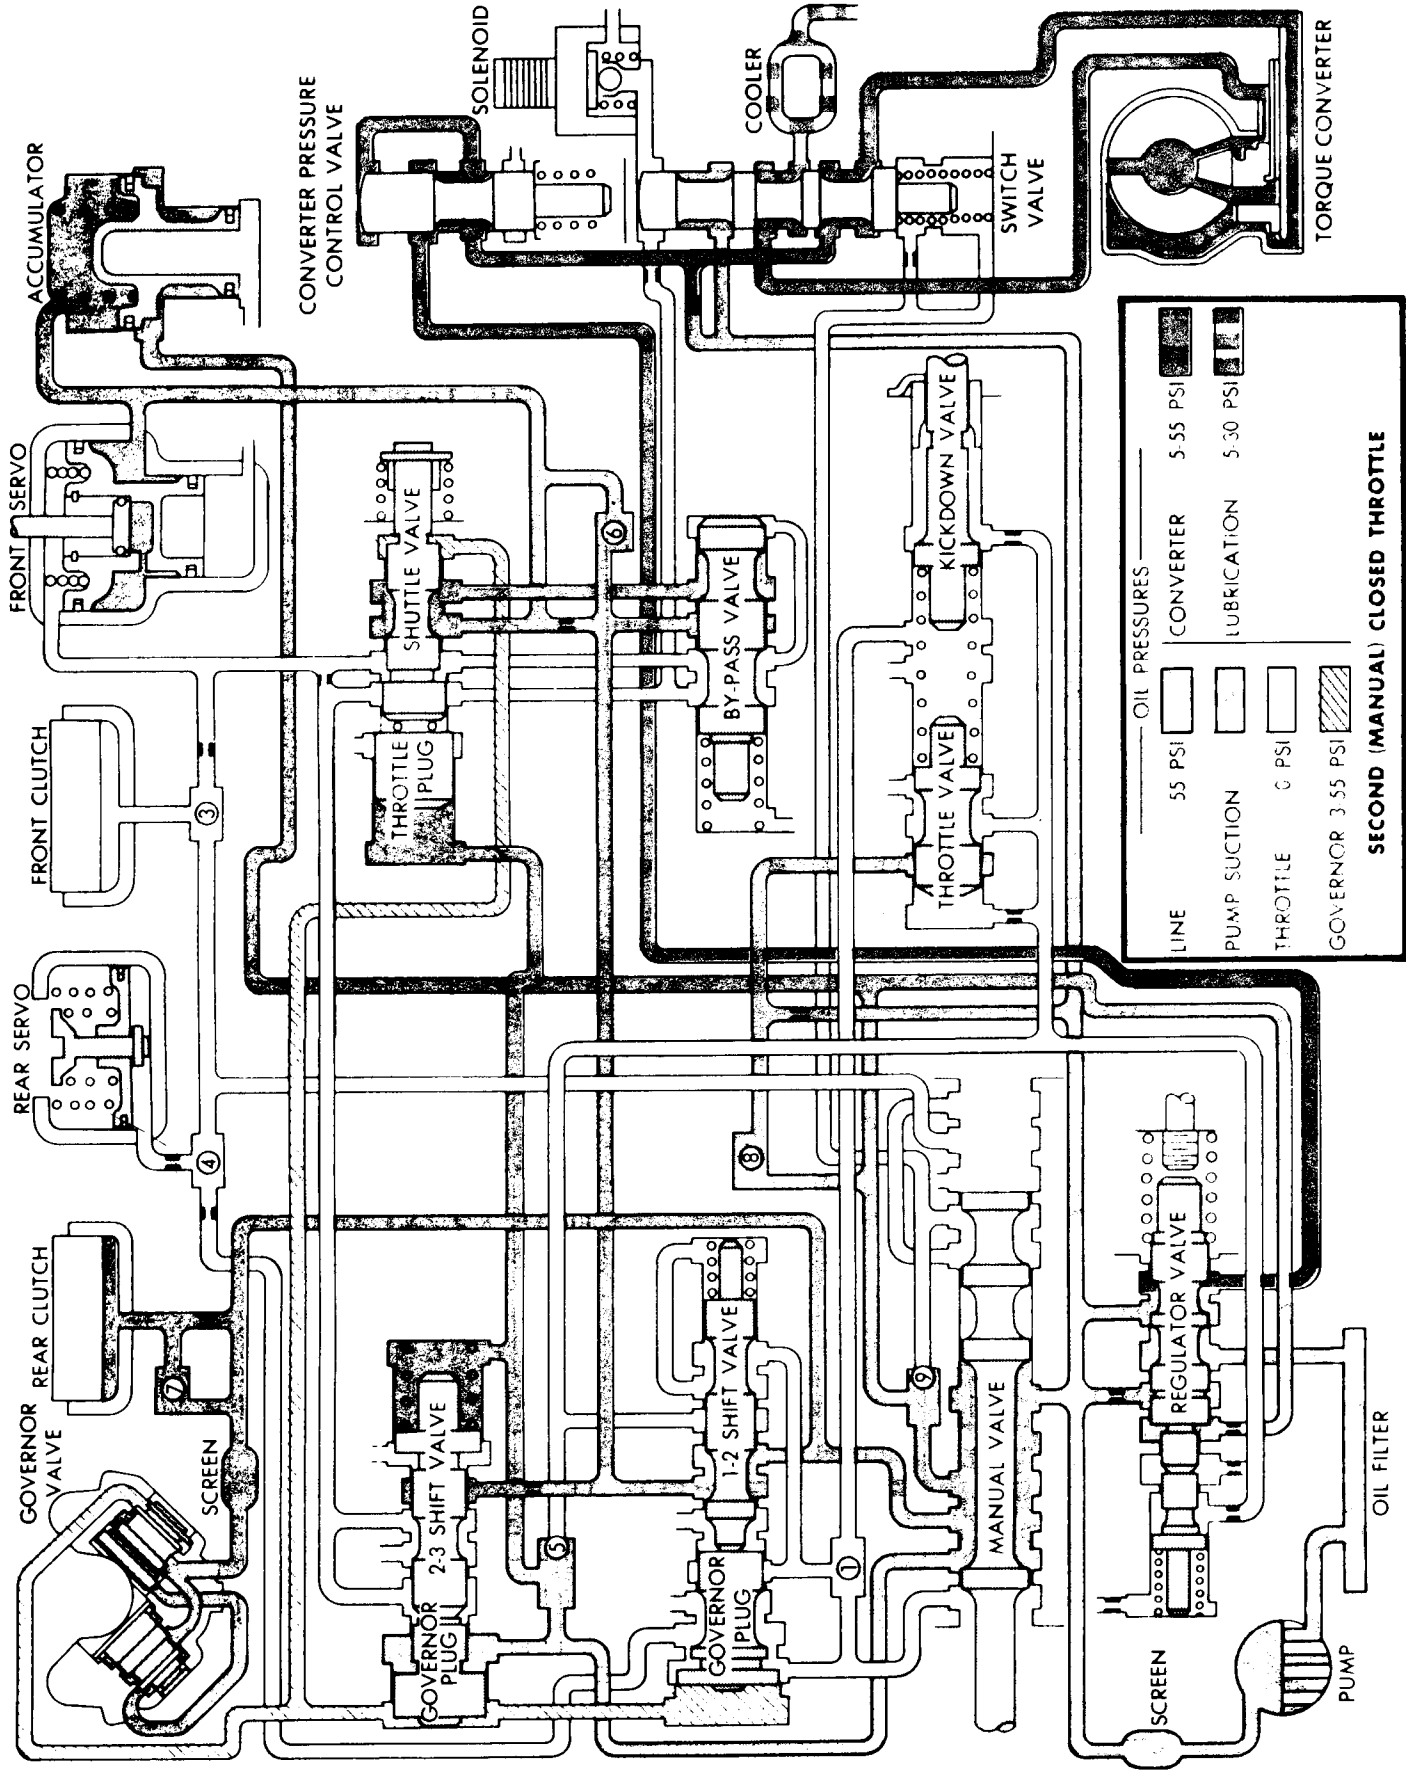 GOVERNOR
VALVE
REAR CLUTCH
REAR SERVO
FRONT CLUTCH
FRONT SERVO
ACCUMULATOR
SCREEN
7
4
3
CONVERTER PRESSURE
CONTROL VALVE
SOLENOID
GOVERNOR
PLUG
2-3 SHIFT VALVE
THROTTLE
PLUG
SHUTTLE VALVE
5
6
GOVERNOR
PLUG
1-2 SHIFT VALVE
8
BY-PASS VALVE
COOLER
1
9
THROTTLE VALVE
KICKDOWN VALVE
SWITCH
VALVE
MANUAL VALVE
SCREEN
REGULATOR VALVE
PUMP
OIL FILTER
TORQUE CONVERTER
OIL PRESSURES
LINE 55 PSI
CONVERTER 5-55 PSI
PUMP SUCTION
LUBRICATION 5-30 PSI
THROTTLE 0 PSI
GOVERNOR 3-55 PSI
SECOND (MANUAL) CLOSED THROTTLE